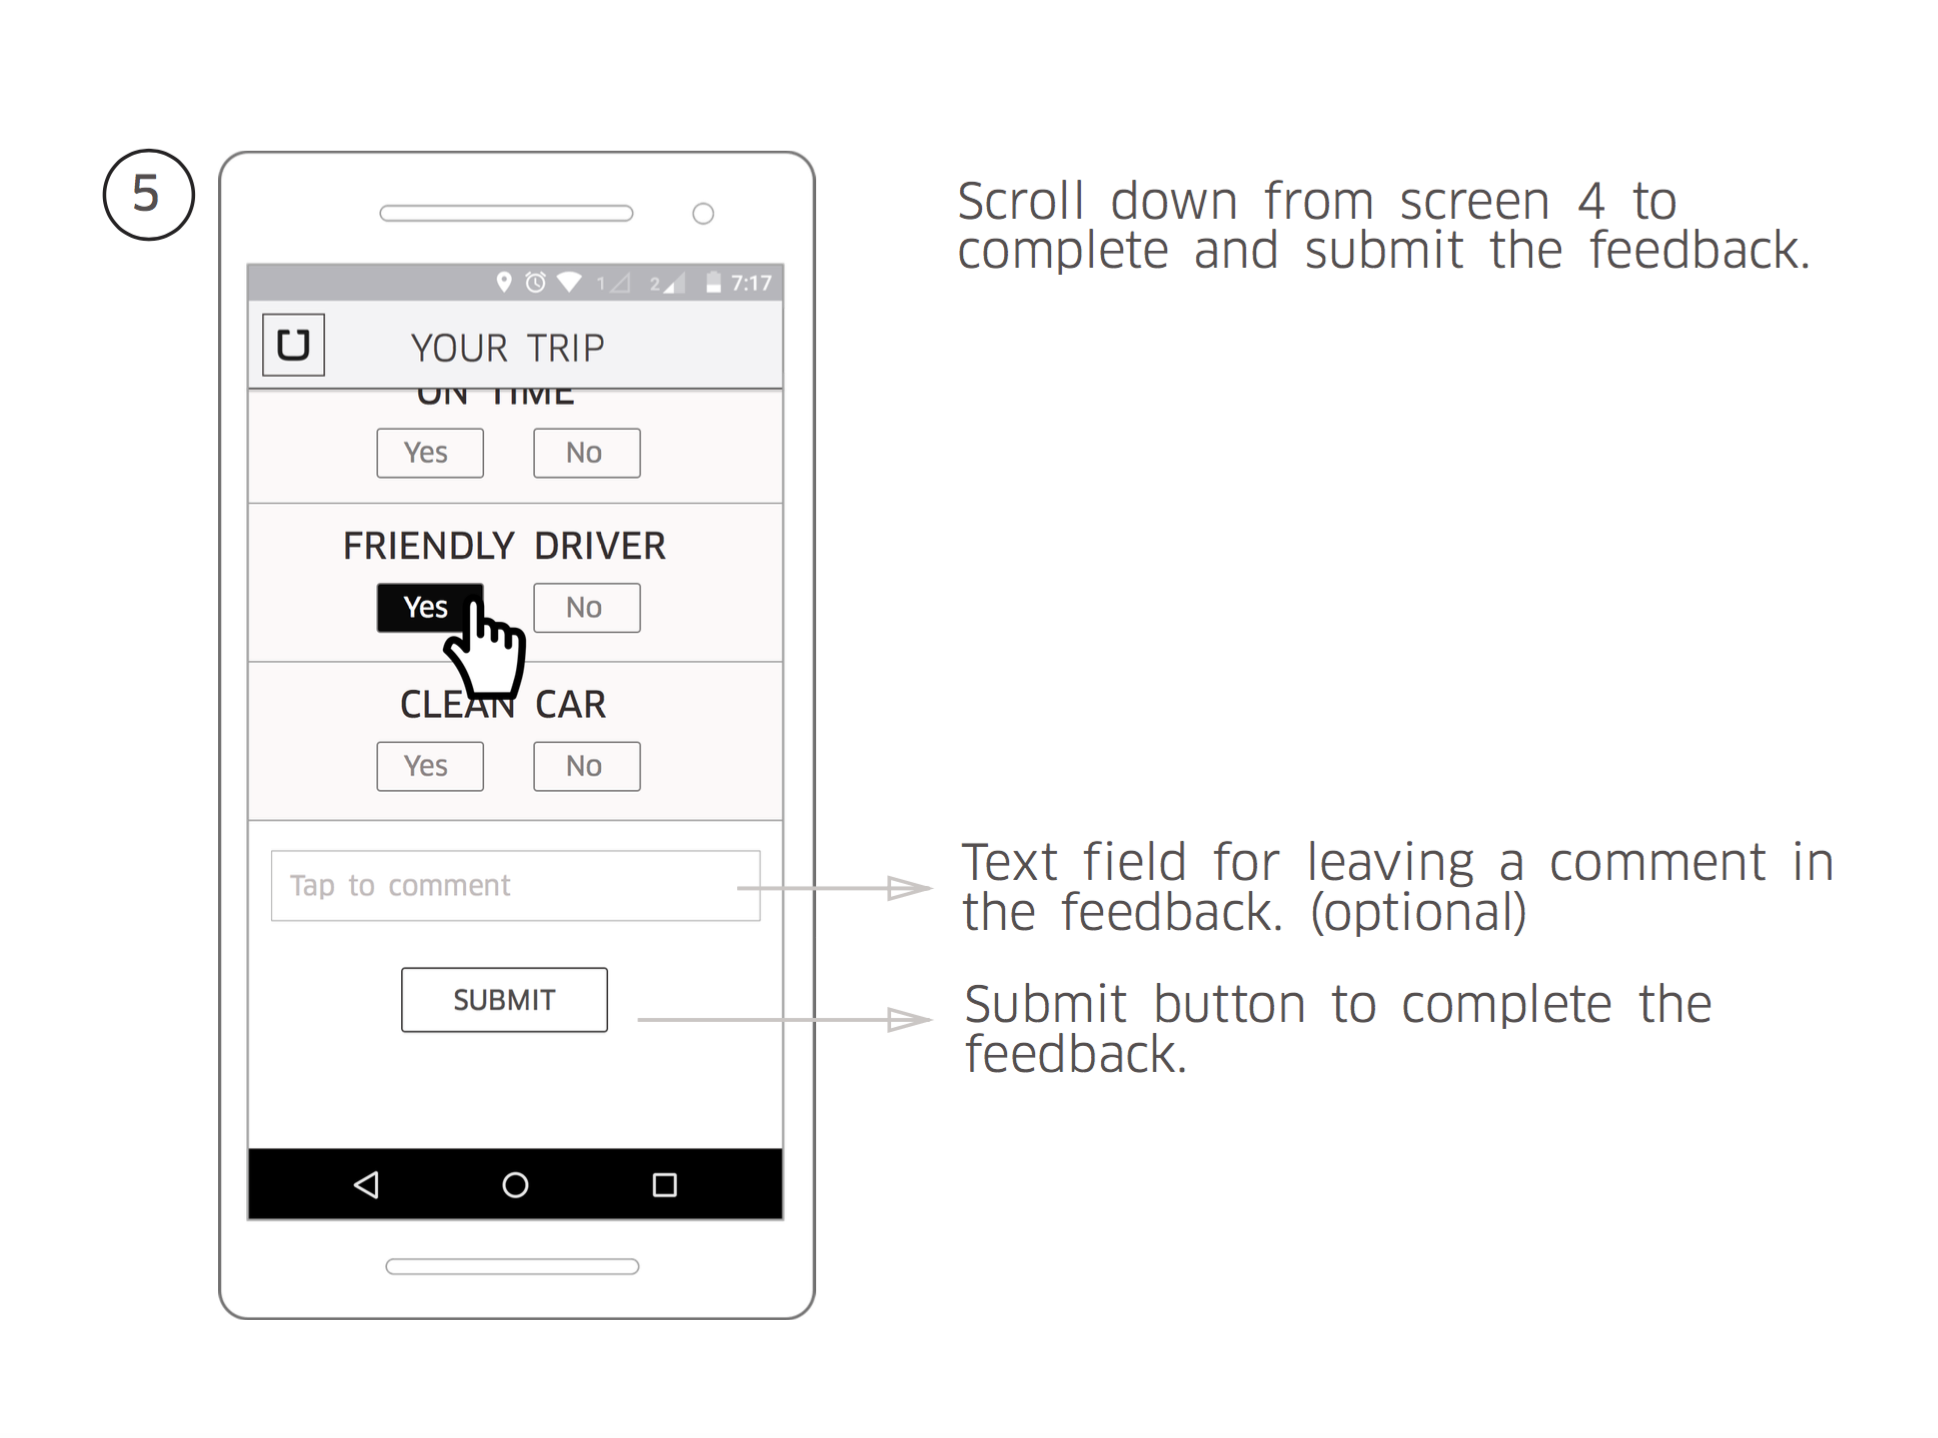 5
Scroll down from screen 4 to
complete and submit the feedback.
1 2 7:17
YOUR TRIP
ON TIME
Yes No
FRIENDLY DRIVER
Yes No
CLEAN CAR
Yes No
Tap to comment
Text field for leaving a comment in
the feedback. (optional)
SUBMIT
Submit button to complete the
feedback.